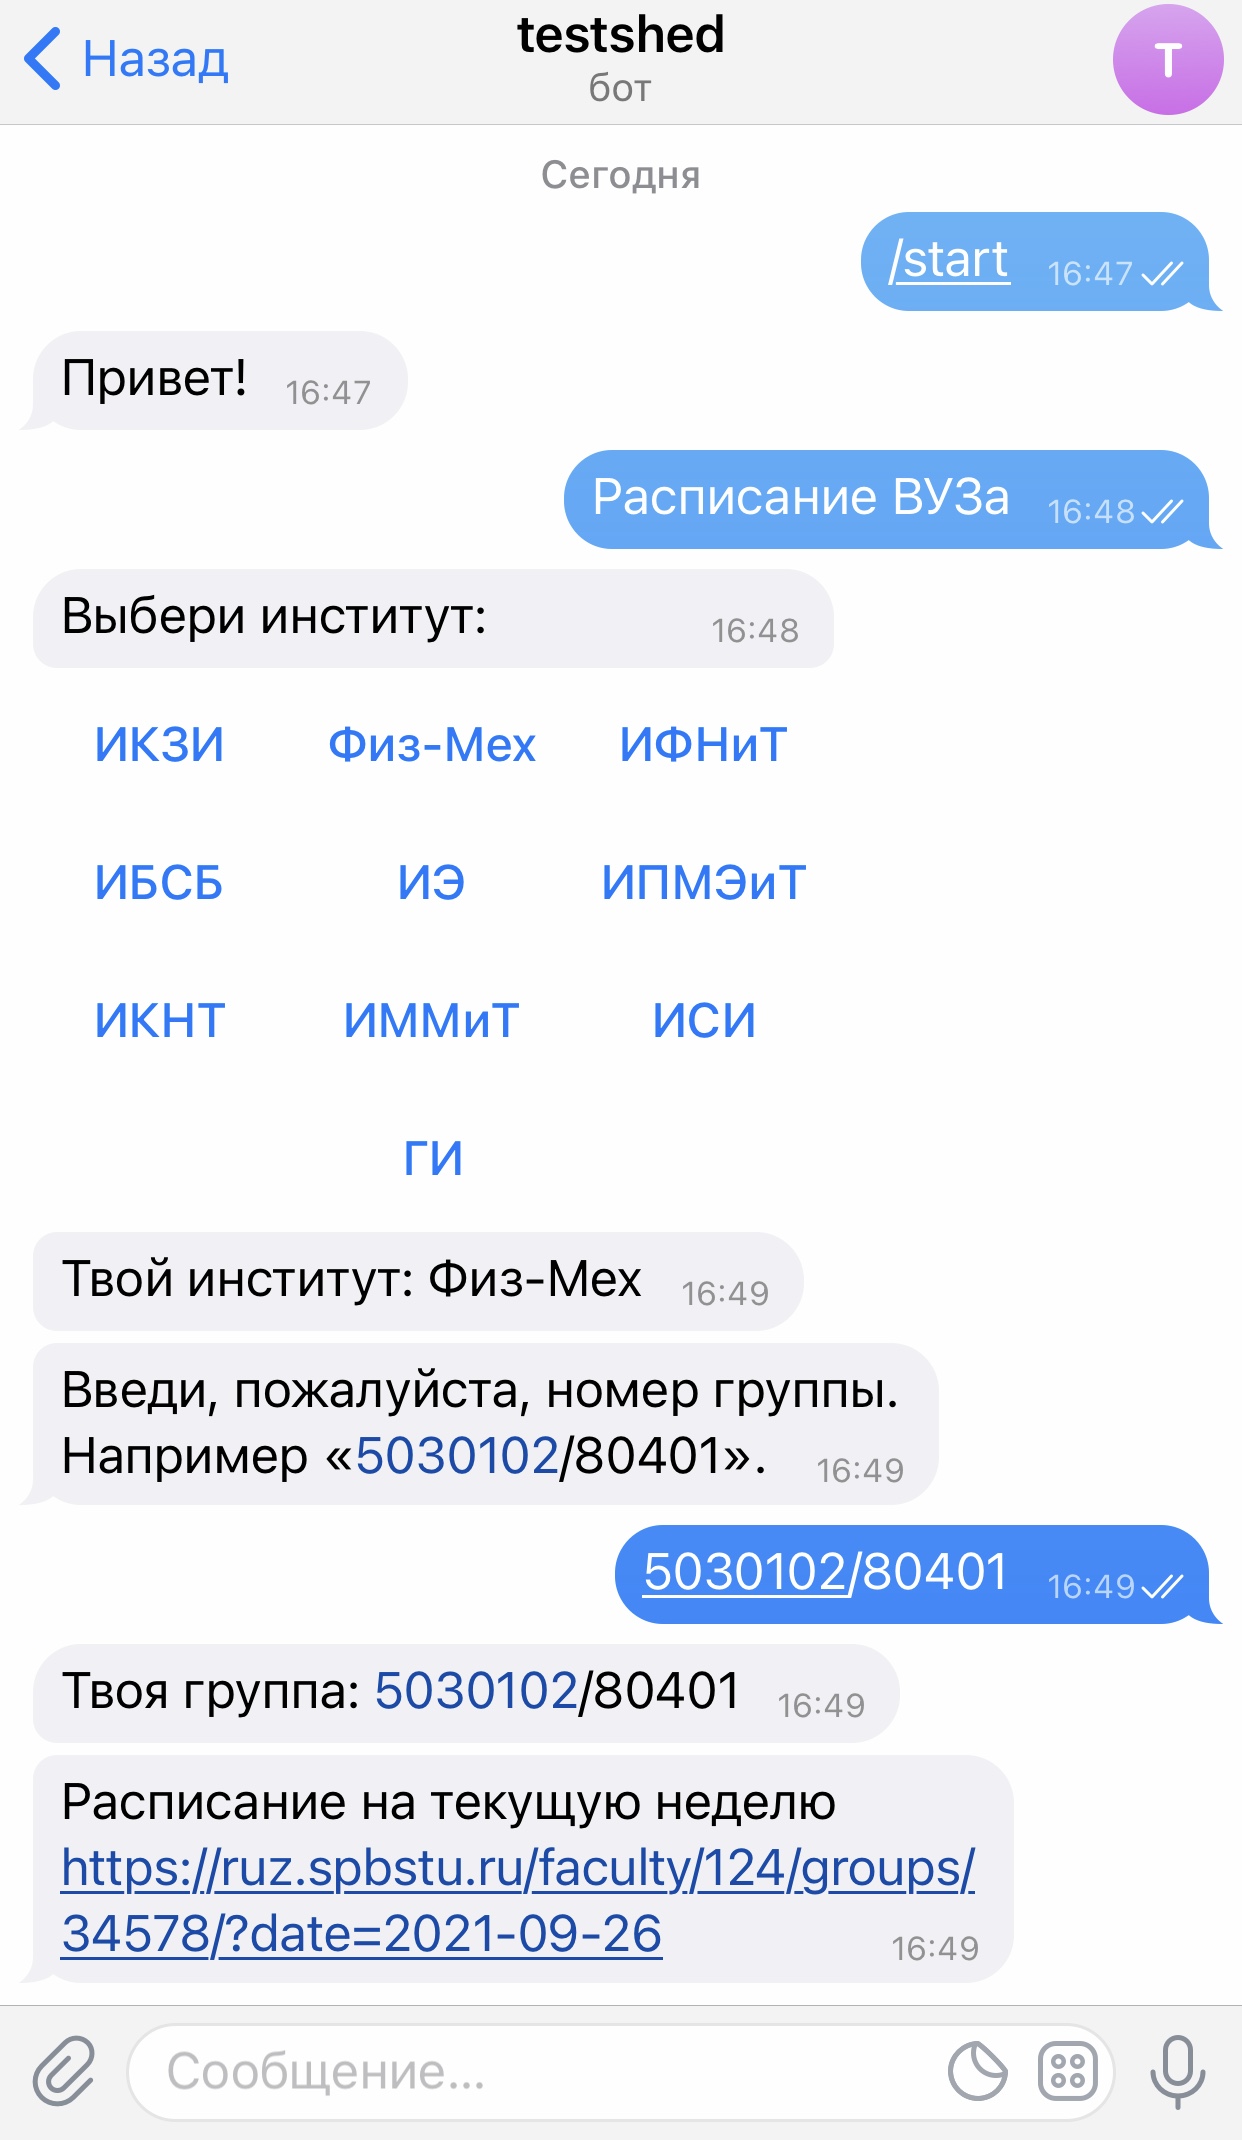 Назад
testshed
бот
T
Сегодня
/start 16:47
Привет! 16:47
Расписание ВУЗа 16:48
Выбери институт: 16:48
ИКЗИ Физ-Мех ИФНиТ
ИБСБ ИЭ ИПМЭиТ
ИКНТ ИММиТ ИСИ
ГИ
Твой институт: Физ-Мех 16:49
Введи, пожалуйста, номер группы.
Например «5030102/80401». 16:49
5030102/80401 16:49
Твоя группа: 5030102/80401 16:49
Расписание на текущую неделю
https://ruz.spbstu.ru/faculty/124/groups/
34578/?date=2021-09-26 16:49
Сообщение...